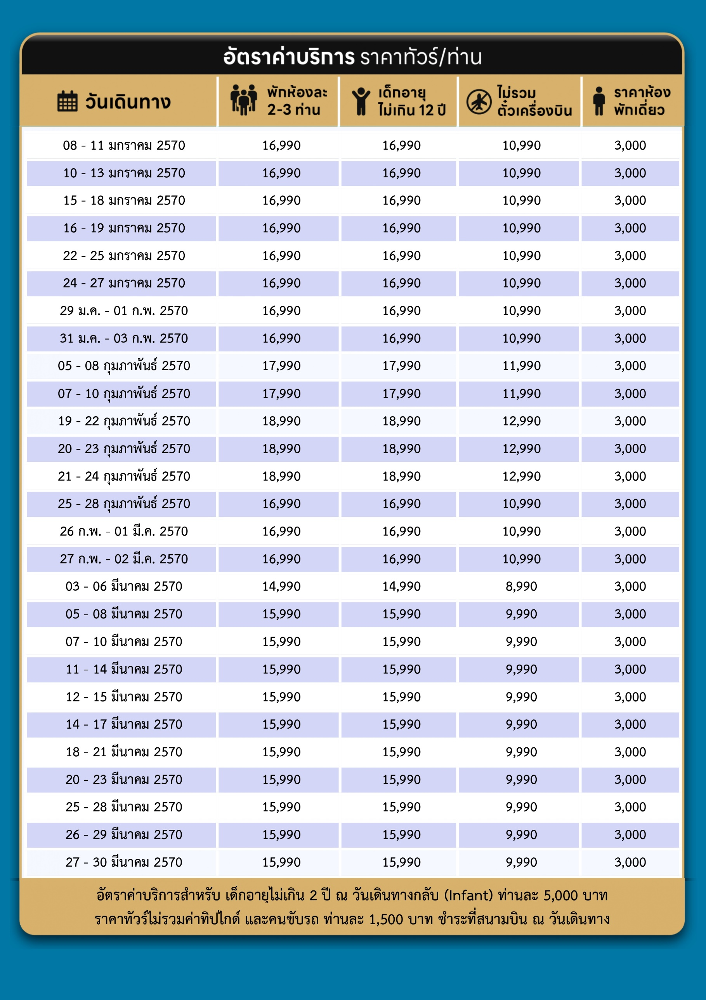 อัตราค่าบริการ ราคาทัวร์/ท่าน
วันเดินทาง พักห้องละ 2-3 ท่าน เด็กอายุ ไม่เกิน 12 ปี ไม่รวม ตั๋วเครื่องบิน ราคาห้อง พักเดี่ยว
08 - 11 มกราคม 2570 16,990 16,990 10,990 3,000
10 - 13 มกราคม 2570 16,990 16,990 10,990 3,000
15 - 18 มกราคม 2570 16,990 16,990 10,990 3,000
16 - 19 มกราคม 2570 16,990 16,990 10,990 3,000
22 - 25 มกราคม 2570 16,990 16,990 10,990 3,000
24 - 27 มกราคม 2570 16,990 16,990 10,990 3,000
29 ม.ค. - 01 ก.พ. 2570 16,990 16,990 10,990 3,000
31 ม.ค. - 03 ก.พ. 2570 16,990 16,990 10,990 3,000
05 - 08 กุมภาพันธ์ 2570 17,990 17,990 11,990 3,000
07 - 10 กุมภาพันธ์ 2570 17,990 17,990 11,990 3,000
19 - 22 กุมภาพันธ์ 2570 18,990 18,990 12,990 3,000
20 - 23 กุมภาพันธ์ 2570 18,990 18,990 12,990 3,000
21 - 24 กุมภาพันธ์ 2570 18,990 18,990 12,990 3,000
25 - 28 กุมภาพันธ์ 2570 16,990 16,990 10,990 3,000
26 ก.พ. - 01 มี.ค. 2570 16,990 16,990 10,990 3,000
27 ก.พ. - 02 มี.ค. 2570 16,990 16,990 10,990 3,000
03 - 06 มีนาคม 2570 14,990 14,990 8,990 3,000
05 - 08 มีนาคม 2570 15,990 15,990 9,990 3,000
07 - 10 มีนาคม 2570 15,990 15,990 9,990 3,000
11 - 14 มีนาคม 2570 15,990 15,990 9,990 3,000
12 - 15 มีนาคม 2570 15,990 15,990 9,990 3,000
14 - 17 มีนาคม 2570 15,990 15,990 9,990 3,000
18 - 21 มีนาคม 2570 15,990 15,990 9,990 3,000
20 - 23 มีนาคม 2570 15,990 15,990 9,990 3,000
25 - 28 มีนาคม 2570 15,990 15,990 9,990 3,000
26 - 29 มีนาคม 2570 15,990 15,990 9,990 3,000
27 - 30 มีนาคม 2570 15,990 15,990 9,990 3,000
อัตราค่าบริการสำหรับ เด็กอายุไม่เกิน 2 ปี ณ วันเดินทางกลับ (Infant) ท่านละ 5,000 บาท
ราคาทัวร์ไม่รวมค่าทิปไกด์ และคนขับรถ ท่านละ 1,500 บาท ชำระที่สนามบิน ณ วันเดินทาง